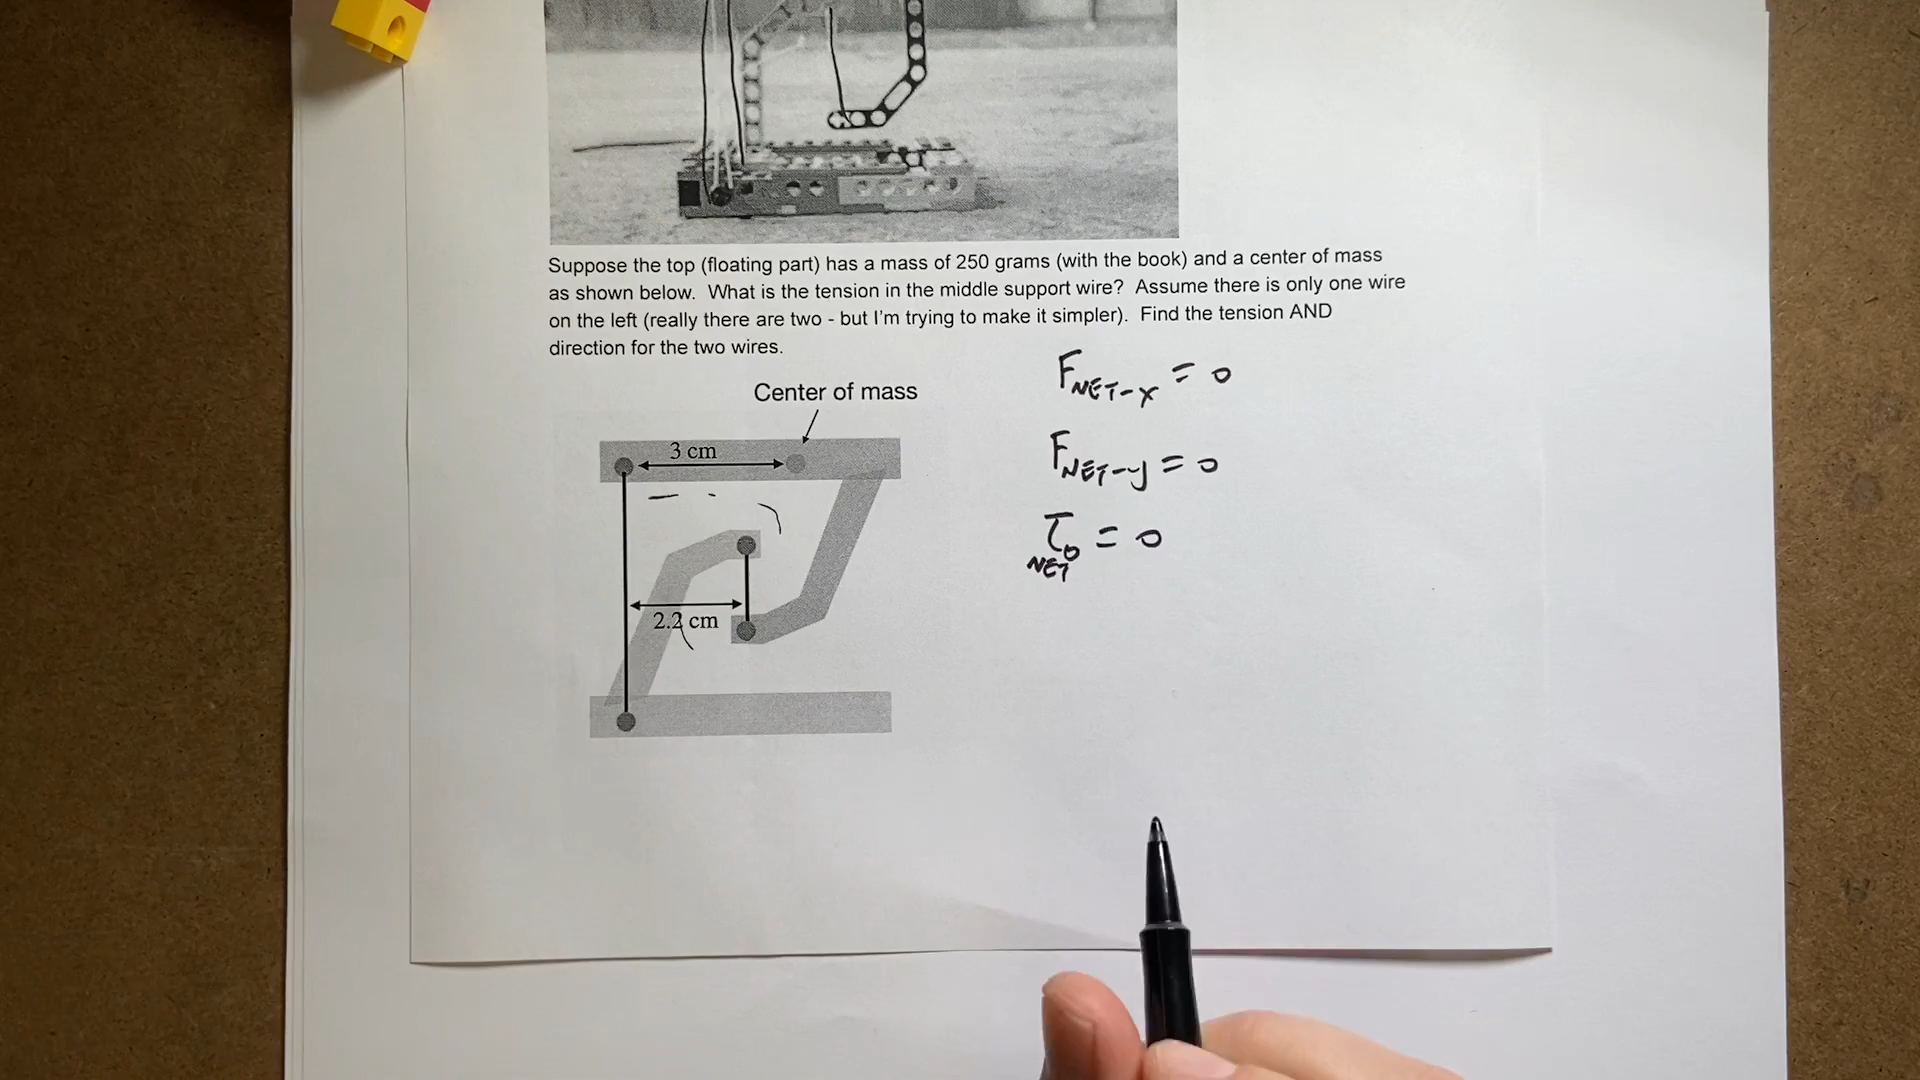 Suppose the top (floating part) has a mass of 250 grams (with the book) and a center of mass
as shown below. What is the tension in the middle support wire? Assume there is only one wire
on the left (really there are two - but I'm trying to make it simpler). Find the tension AND
direction for the two wires.
Center of mass
3 cm
2.2 cm
F NET-x = 0
F NET-y = 0
τ₀ = 0
NET